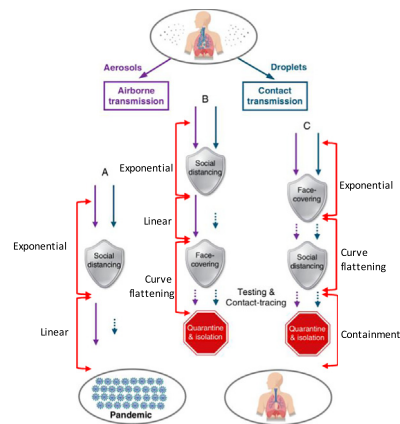 Aerosols
Droplets
Airborne
transmission
Contact
transmission
A
Exponential
Social
distancing
Linear
Pandemic
B
Exponential
Social
distancing
Linear
Face-
covering
Curve
flattening
Quarantine
& isolation
Testing &
Contact-tracing
C
Face-
covering
Exponential
Social
distancing
Curve
flattening
Quarantine
& isolation
Containment